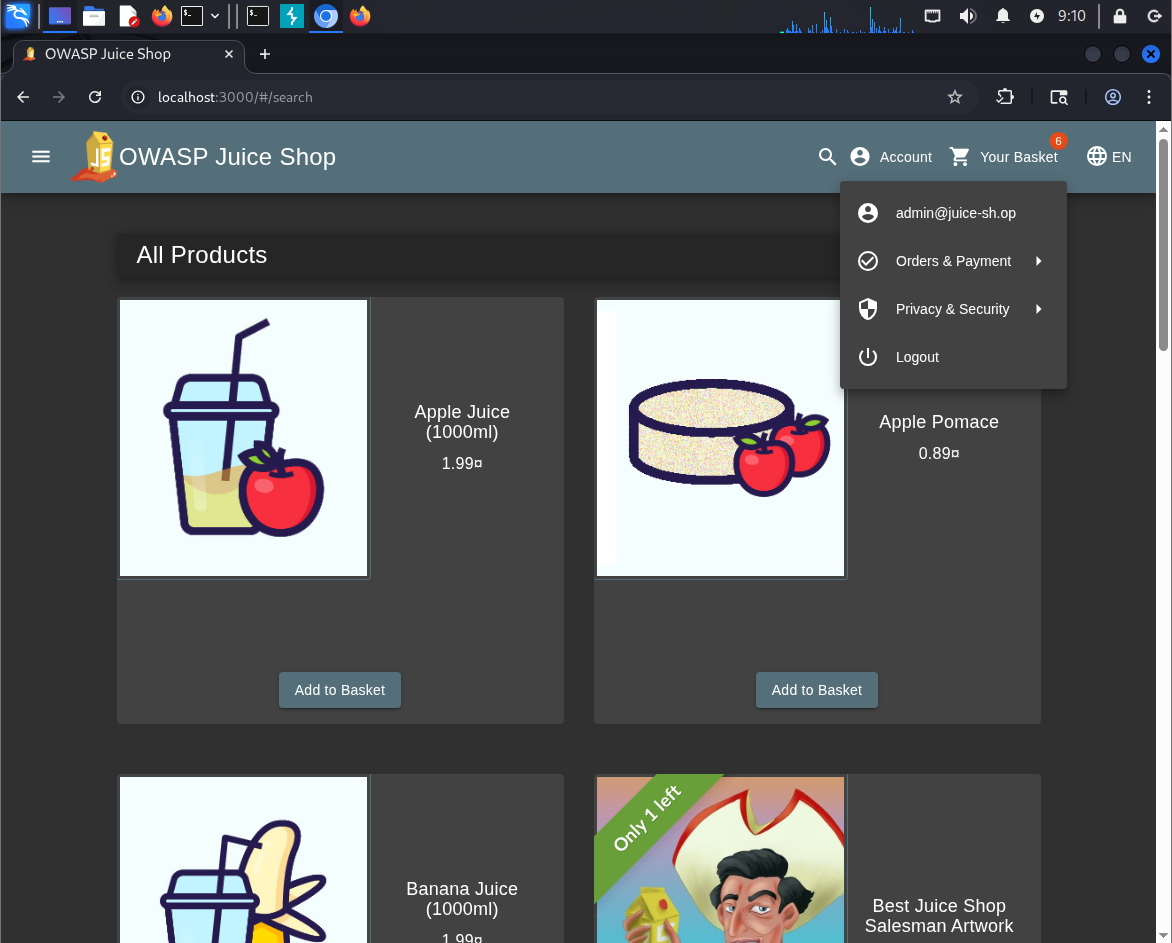 9:10
OWASP Juice Shop
localhost:3000/#/search
JS
OWASP Juice Shop
Account
Your Basket
6
EN
admin@juice-sh.op
Orders & Payment
Privacy & Security
Logout
All Products
Apple Juice
(1000ml)
1.99¤
Add to Basket
Apple Pomace
0.89¤
Add to Basket
Banana Juice
(1000ml)
1.99¤
Only 1 left
Best Juice Shop
Salesman Artwork